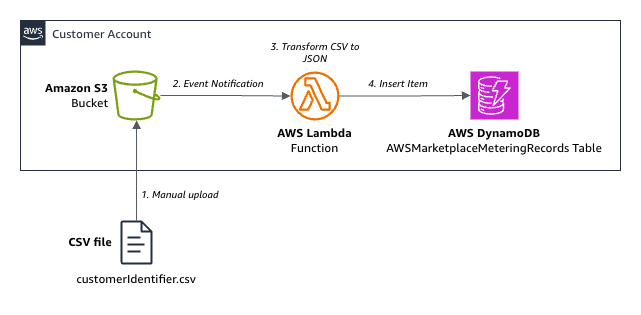 aws
Customer Account
3. Transform CSV to
JSON
Amazon S3
Bucket
2. Event Notification
4. Insert Item
AWS Lambda
Function
AWS DynamoDB
AWSMarketplaceMeteringRecords Table
1. Manual upload
CSV file
customerIdentifier.csv